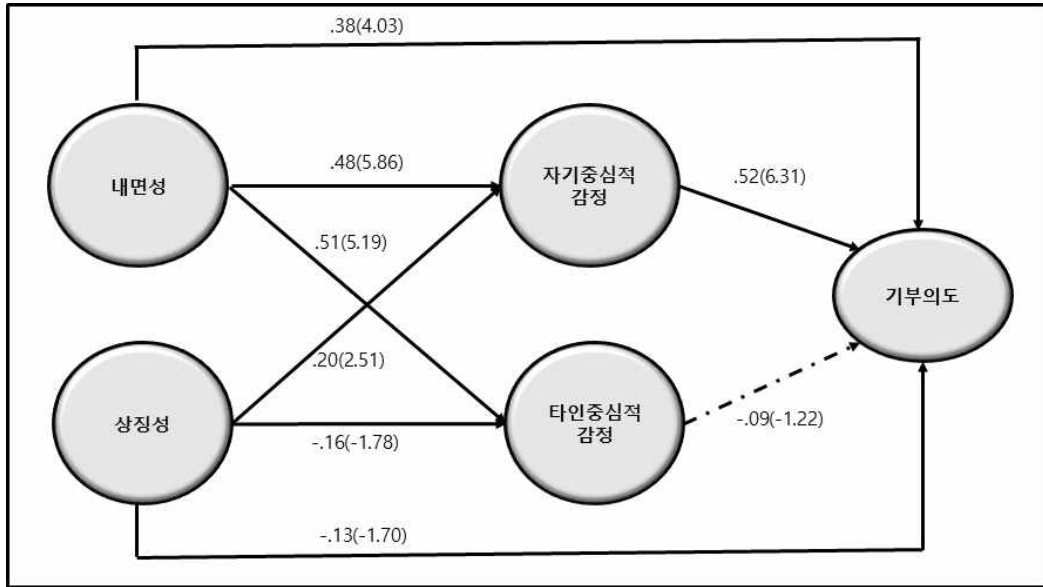 .38(4.03)
내면성
.48(5.86)
자기중심적
감정
.52(6.31)
.51(5.19)
기부의도
.20(2.51)
상징성
-.16(-1.78)
타인중심적
감정
-.09(-1.22)
-.13(-1.70)